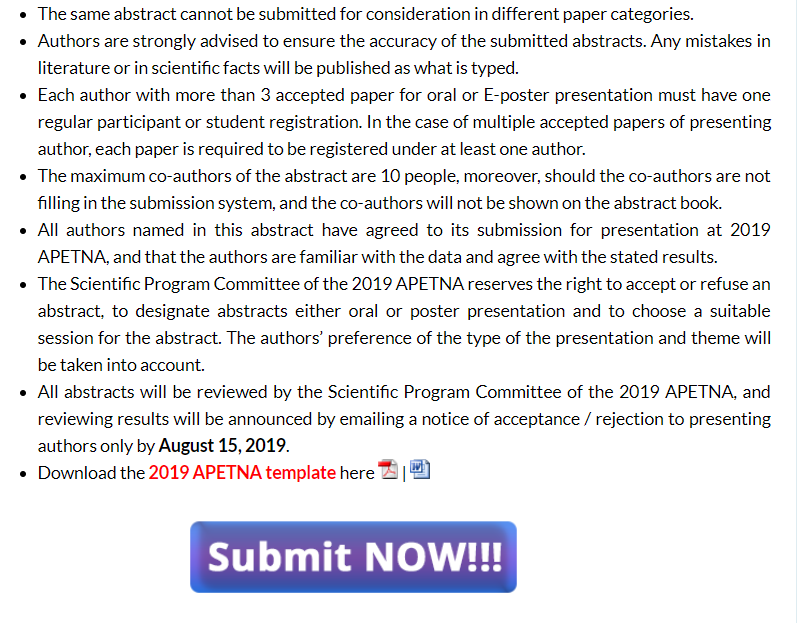 • The same abstract cannot be submitted for consideration in different paper categories.
• Authors are strongly advised to ensure the accuracy of the submitted abstracts. Any mistakes in
literature or in scientific facts will be published as what is typed.
• Each author with more than 3 accepted paper for oral or E-poster presentation must have one
regular participant or student registration. In the case of multiple accepted papers of presenting
author, each paper is required to be registered under at least one author.
• The maximum co-authors of the abstract are 10 people, moreover, should the co-authors are not
filling in the submission system, and the co-authors will not be shown on the abstract book.
• All authors named in this abstract have agreed to its submission for presentation at 2019
APETNA, and that the authors are familiar with the data and agree with the stated results.
• The Scientific Program Committee of the 2019 APETNA reserves the right to accept or refuse an
abstract, to designate abstracts either oral or poster presentation and to choose a suitable
session for the abstract. The authors’ preference of the type of the presentation and theme will
be taken into account.
• All abstracts will be reviewed by the Scientific Program Committee of the 2019 APETNA, and
reviewing results will be announced by emailing a notice of acceptance / rejection to presenting
authors only by August 15, 2019.
• Download the 2019 APETNA template here |
Submit NOW!!!